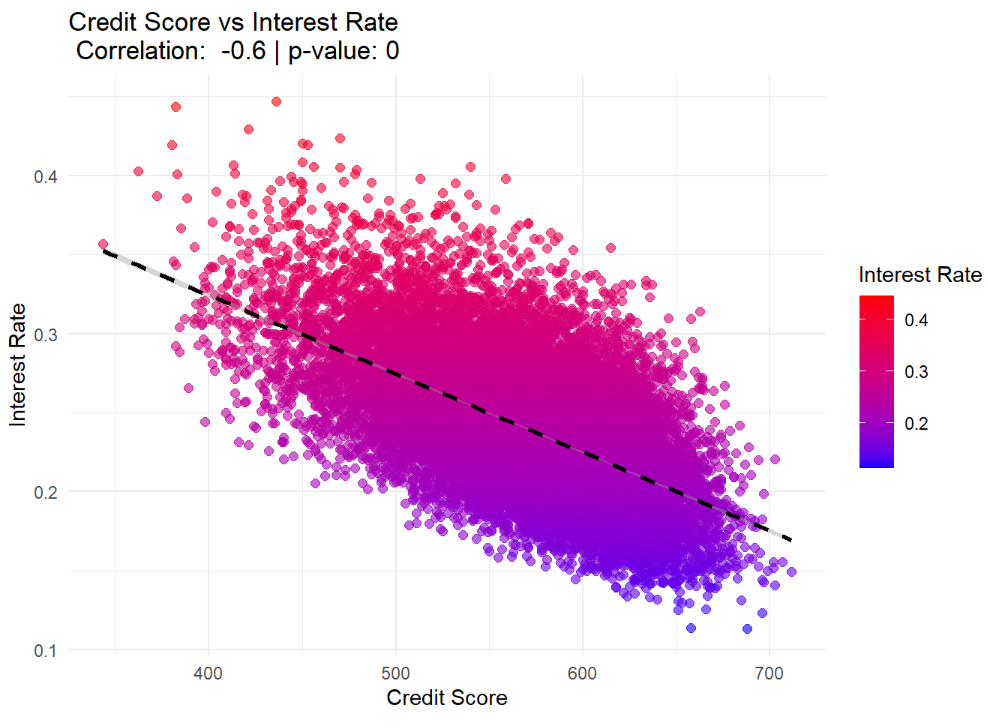 Credit Score vs Interest Rate
Correlation:  -0.6 | p-value: 0
Interest Rate
0.4
0.3
0.2
0.1
400
500
600
700
Credit Score
Interest Rate
0.4
0.3
0.2